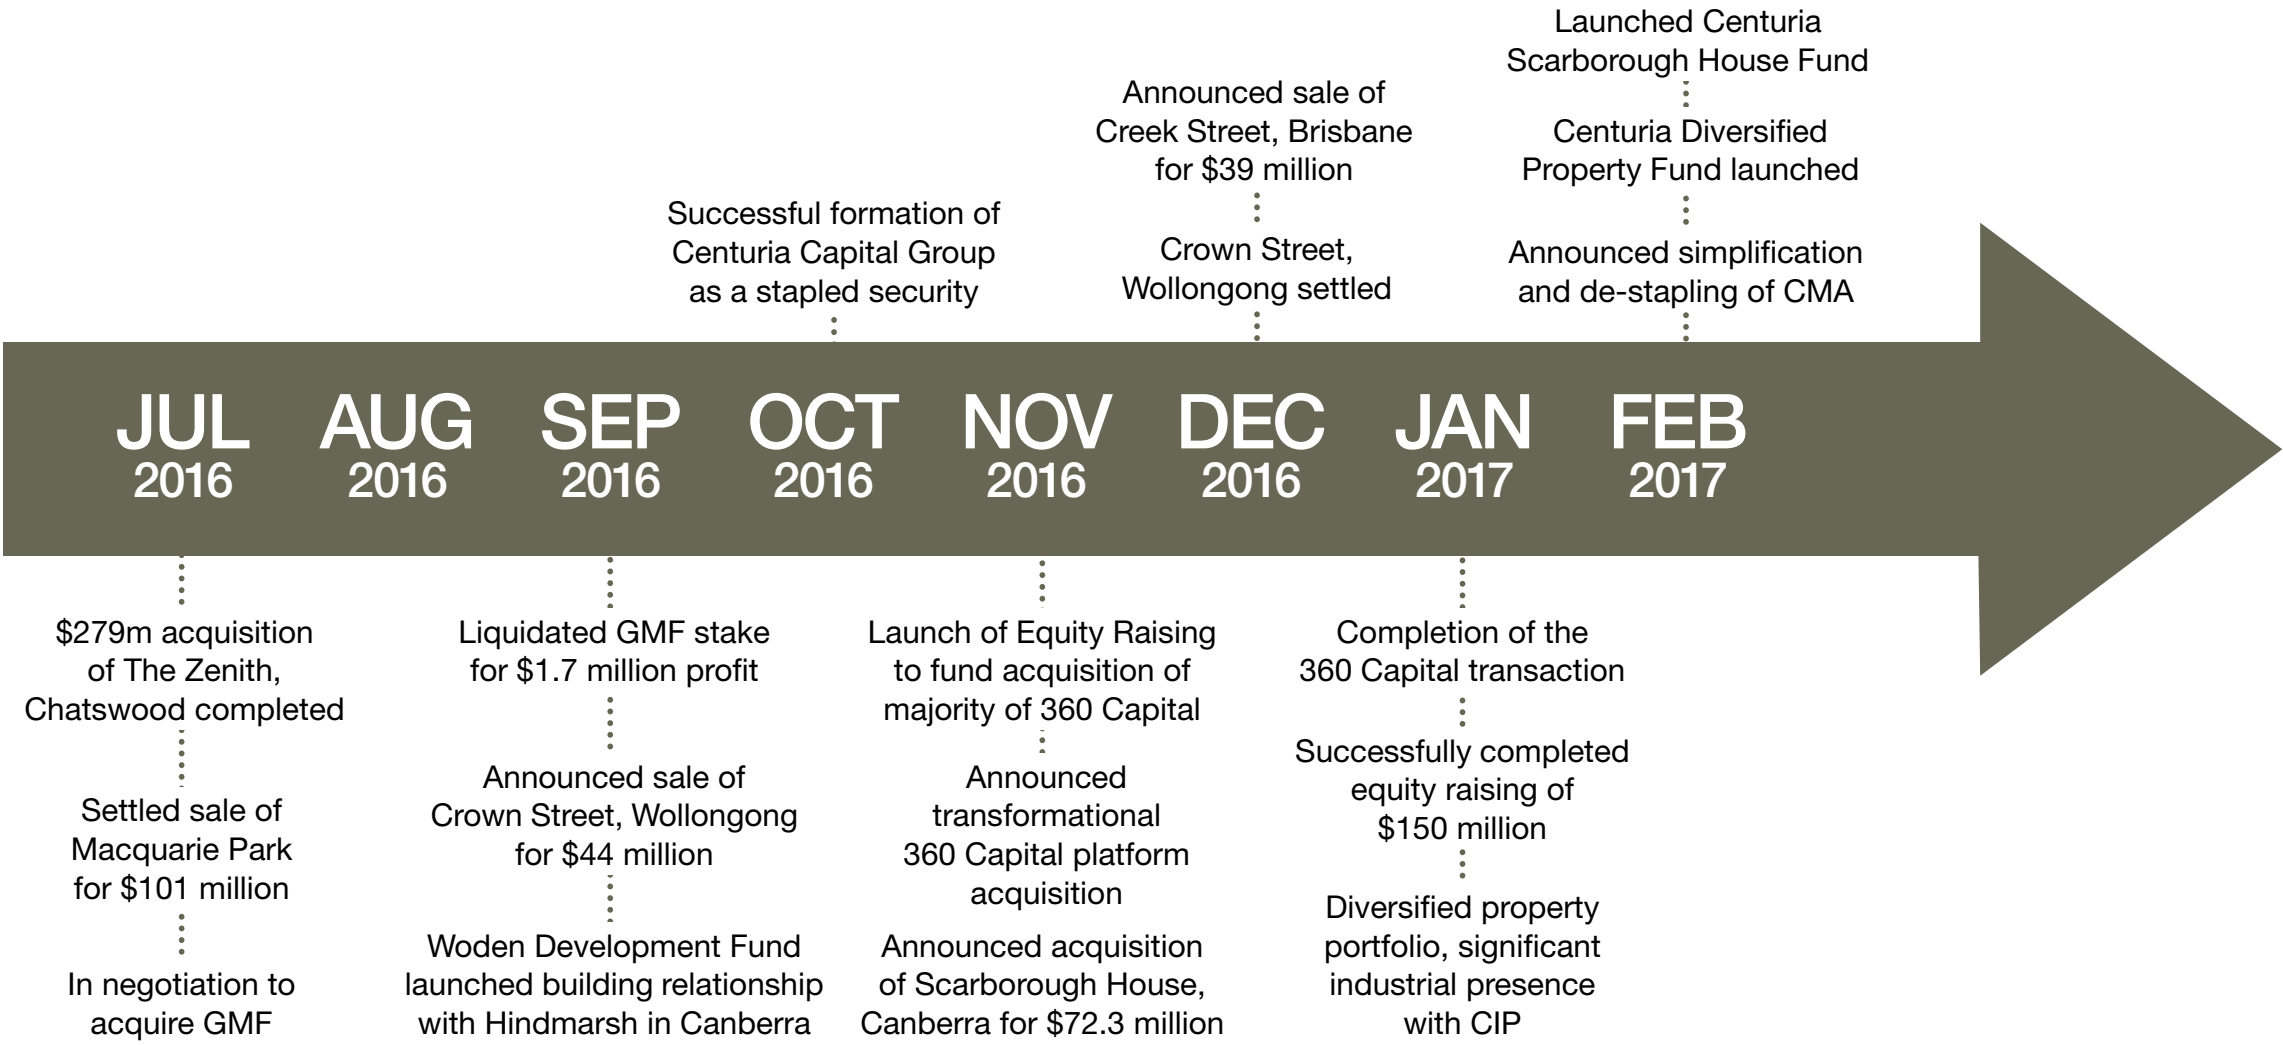 Launched Centuria
Scarborough House Fund
Announced sale of
Creek Street, Brisbane
for $39 million
Centuria Diversified
Property Fund launched
Successful formation of
Centuria Capital Group
as a stapled security
Crown Street,
Wollongong settled
Announced simplification
and de-stapling of CMA
JUL
2016
AUG
2016
SEP
2016
OCT
2016
NOV
2016
DEC
2016
JAN
2017
FEB
2017
$279m acquisition
of The Zenith,
Chatswood completed
Settled sale of
Macquarie Park
for $101 million
In negotiation to
acquire GMF
Liquidated GMF stake
for $1.7 million profit
Announced sale of
Crown Street, Wollongong
for $44 million
Woden Development Fund
launched building relationship
with Hindmarsh in Canberra
Launch of Equity Raising
to fund acquisition of
majority of 360 Capital
Announced
transformational
360 Capital platform
acquisition
Announced acquisition
of Scarborough House,
Canberra for $72.3 million
Completion of the
360 Capital transaction
Successfully completed
equity raising of
$150 million
Diversified property
portfolio, significant
industrial presence
with CIP